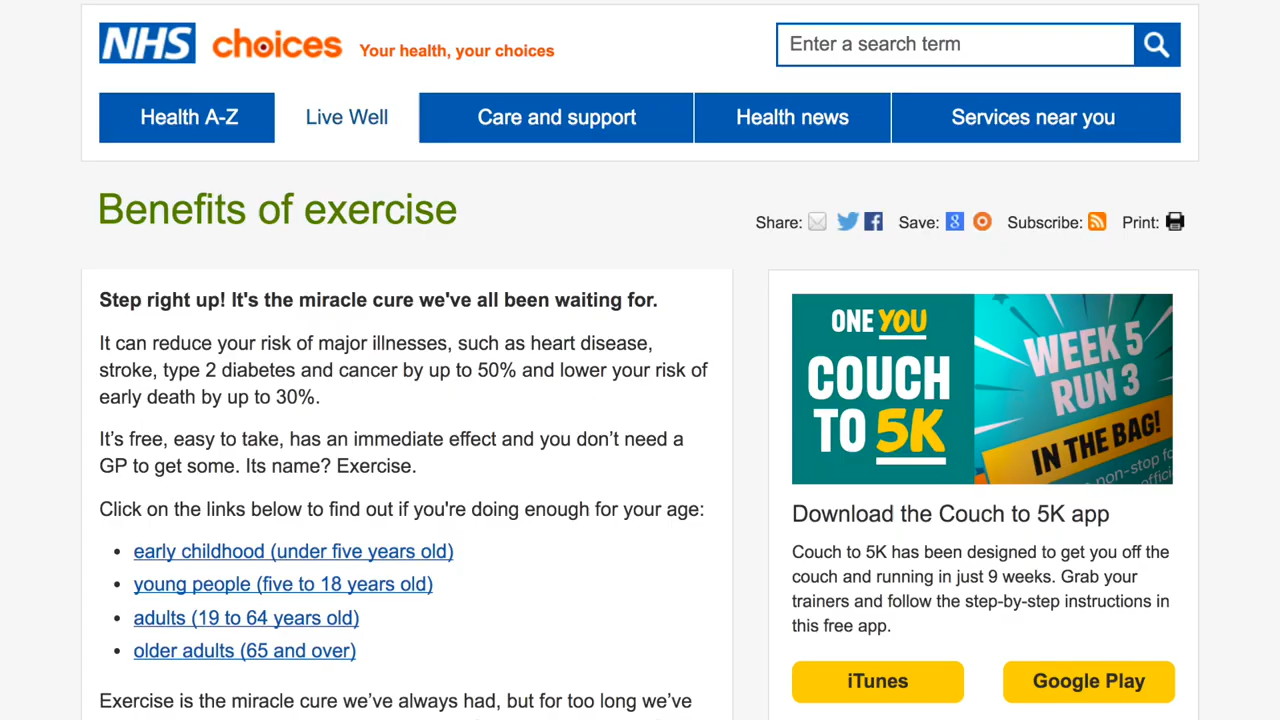 NHS choices Your health, your choices
Enter a search term
Health A-Z Live Well Care and support Health news Services near you
Benefits of exercise
Share: Save: Subscribe: Print:
Step right up! It's the miracle cure we've all been waiting for.
It can reduce your risk of major illnesses, such as heart disease,
stroke, type 2 diabetes and cancer by up to 50% and lower your risk of
early death by up to 30%.
It’s free, easy to take, has an immediate effect and you don’t need a
GP to get some. Its name? Exercise.
Click on the links below to find out if you're doing enough for your age:
early childhood (under five years old)
young people (five to 18 years old)
adults (19 to 64 years old)
older adults (65 and over)
Exercise is the miracle cure we’ve always had, but for too long we’ve
ONE YOU
COUCH
TO 5K
WEEK 5
RUN 3
IN THE BAG!
non-stop
Download the Couch to 5K app
Couch to 5K has been designed to get you off the
couch and running in just 9 weeks. Grab your
trainers and follow the step-by-step instructions in
this free app.
iTunes Google Play